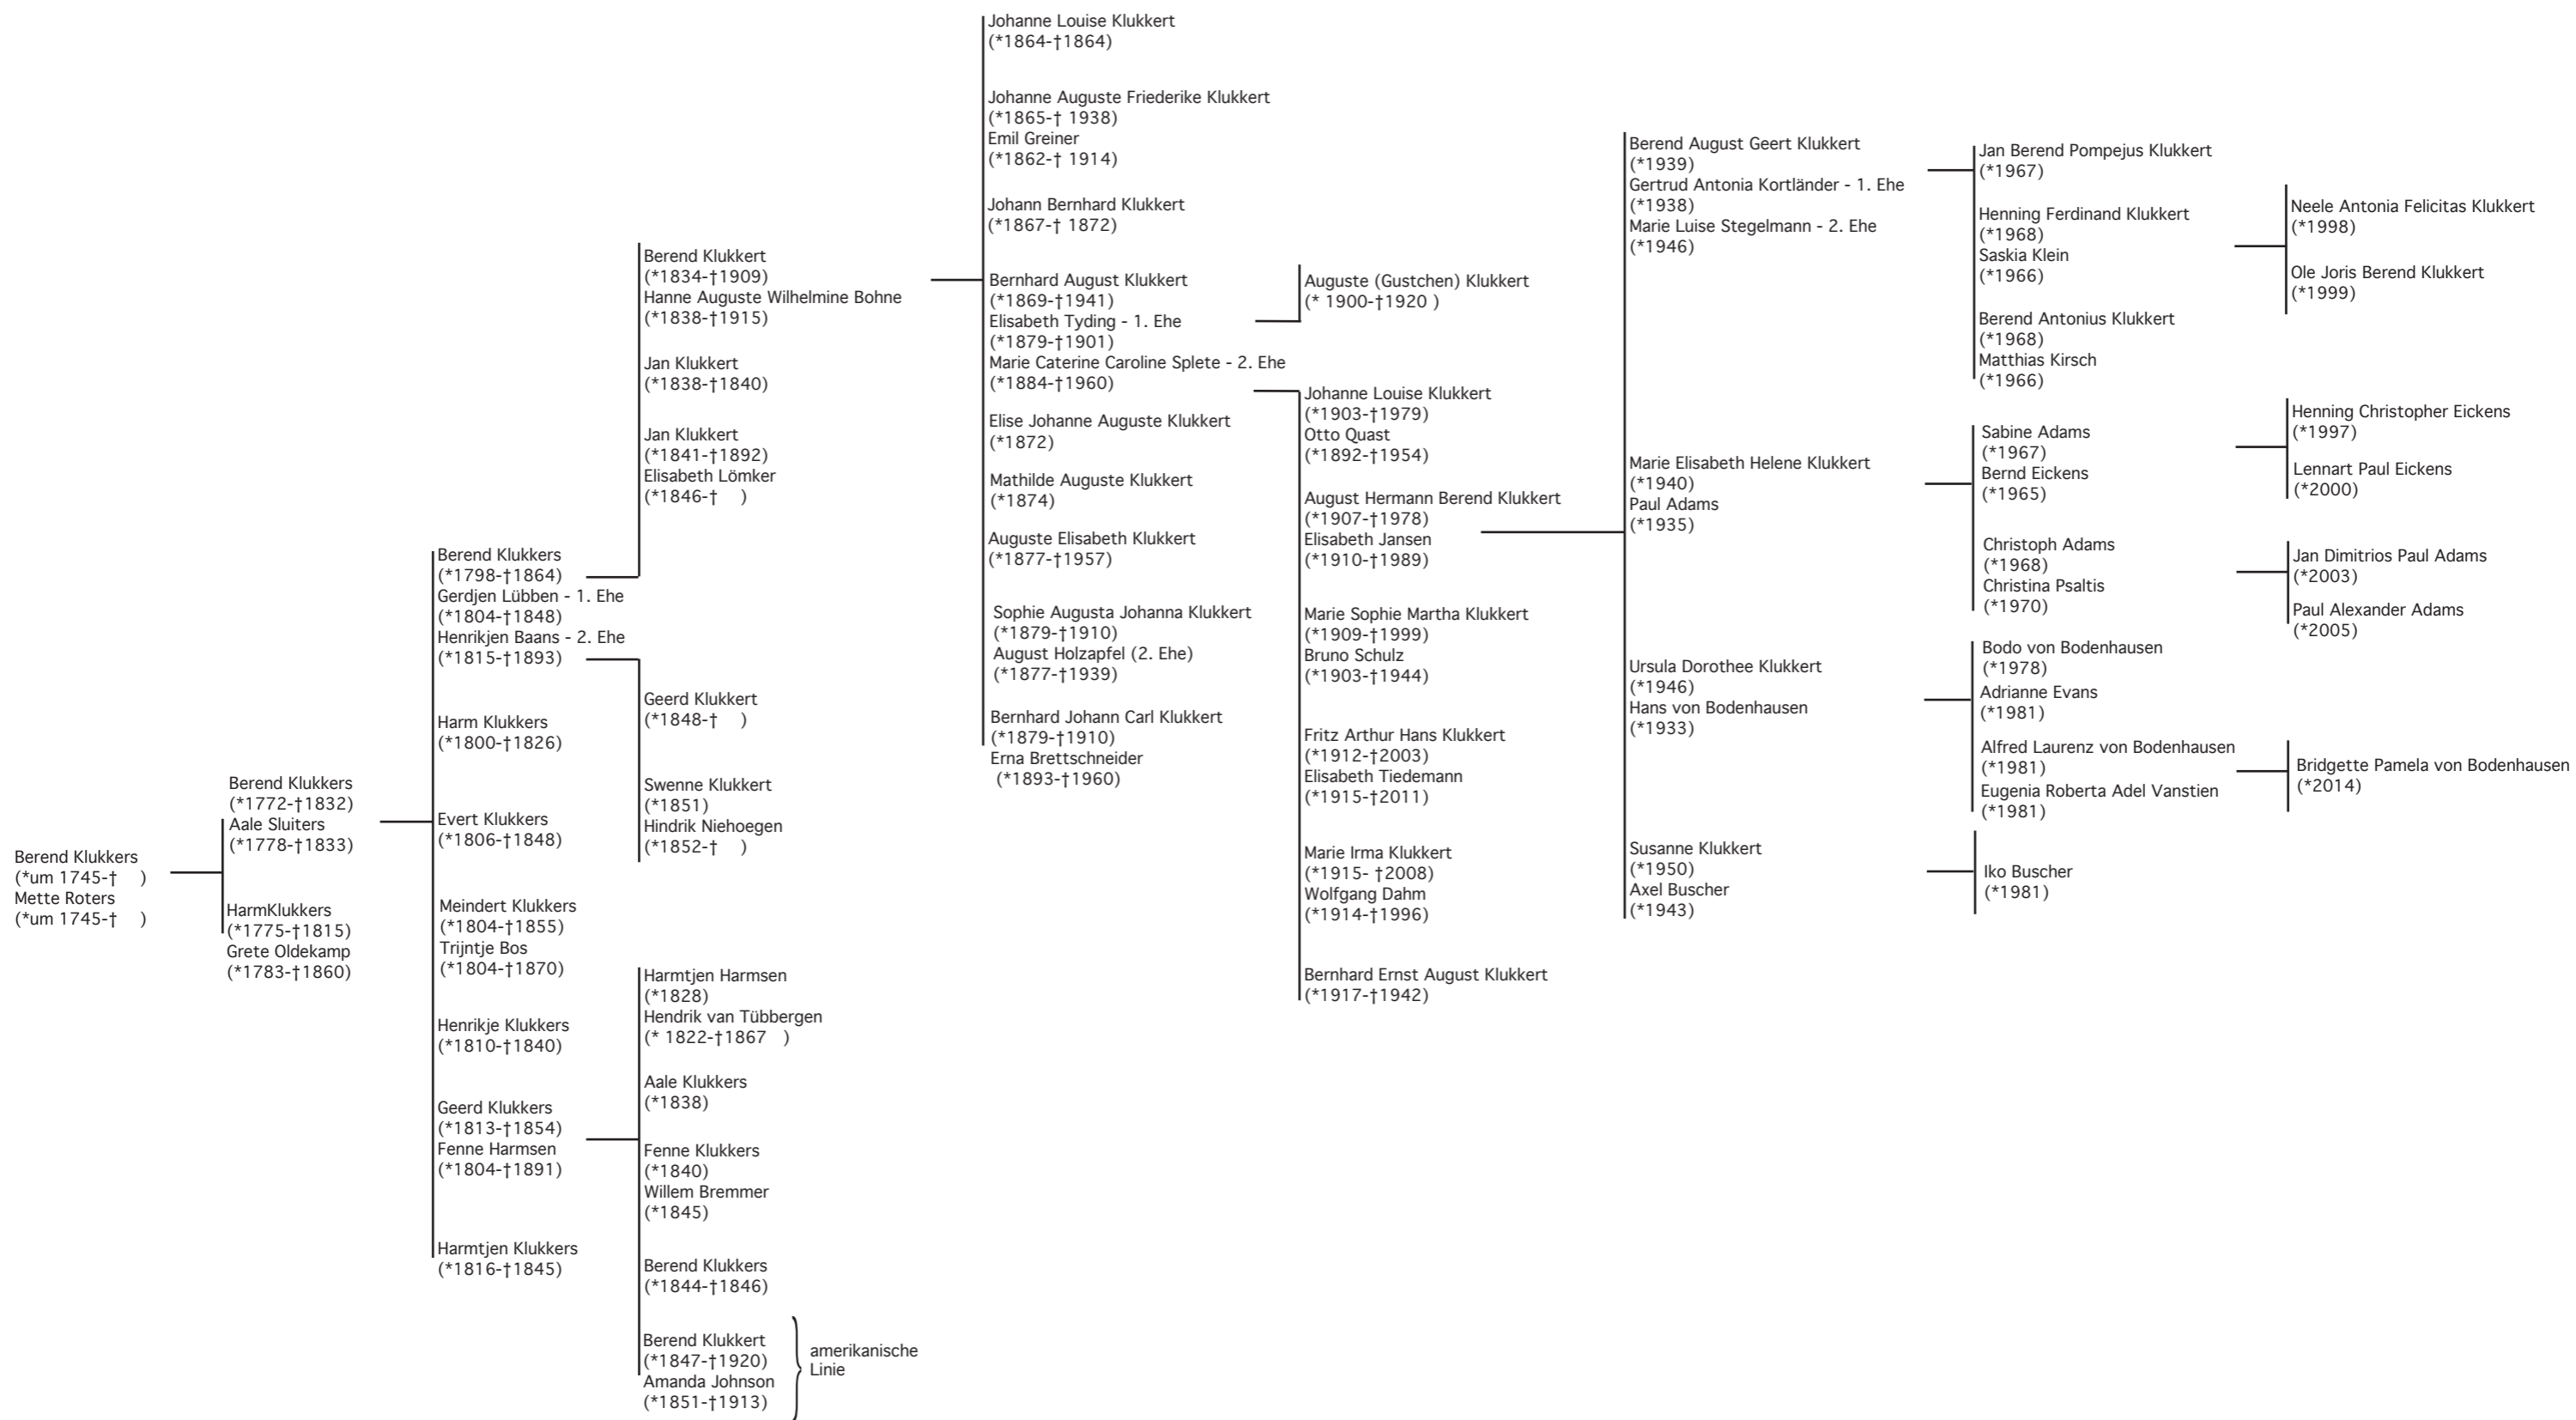 Berend Klukkers
(*um 1745-† )
Mette Roters
(*um 1745-† )
Berend Klukkers
(*1772-†1832)
Aale Sluiters
(*1778-†1833)
HarmKlukkers
(*1775-†1815)
Grete Oldekamp
(*1783-†1860)
Berend Klukkers
(*1798-†1864)
Gerdjen Lübben - 1. Ehe
(*1804-†1848)
Henrikjen Baans - 2. Ehe
(*1815-†1893)
Harm Klukkers
(*1800-†1826)
Evert Klukkers
(*1806-†1848)
Meindert Klukkers
(*1804-†1855)
Trijntje Bos
(*1804-†1870)
Henrikje Klukkers
(*1810-†1840)
Geerd Klukkers
(*1813-†1854)
Fenne Harmsen
(*1804-†1891)
Harmtjen Klukkers
(*1816-†1845)
Berend Klukkert
(*1834-†1909)
Hanne Auguste Wilhelmine Bohne
(*1838-†1915)
Jan Klukkert
(*1838-†1840)
Jan Klukkert
(*1841-†1892)
Elisabeth Lömker
(*1846-† )
Geerd Klukkert
(*1848-† )
Swenne Klukkert
(*1851)
Hindrik Niehoegen
(*1852-† )
Harmtjen Harmsen
(*1828)
Hendrik van Tübbergen
(* 1822-†1867 )
Aale Klukkers
(*1838)
Fenne Klukkers
(*1840)
Willem Bremmer
(*1845)
Berend Klukkers
(*1844-†1846)
Berend Klukkert
(*1847-†1920)
Amanda Johnson
(*1851-†1913)
amerikanische
Linie
Johanne Louise Klukkert
(*1864-†1864)
Johanne Auguste Friederike Klukkert
(*1865-† 1938)
Emil Greiner
(*1862-† 1914)
Johann Bernhard Klukkert
(*1867-† 1872)
Bernhard August Klukkert
(*1869-†1941)
Elisabeth Tyding - 1. Ehe
(*1879-†1901)
Marie Caterine Caroline Splete - 2. Ehe
(*1884-†1960)
Elise Johanne Auguste Klukkert
(*1872)
Mathilde Auguste Klukkert
(*1874)
Auguste Elisabeth Klukkert
(*1877-†1957)
Sophie Augusta Johanna Klukkert
(*1879-†1910)
August Holzapfel (2. Ehe)
(*1877-†1939)
Bernhard Johann Carl Klukkert
(*1879-†1910)
Erna Brettschneider
(*1893-†1960)
Auguste (Gustchen) Klukkert
(* 1900-†1920 )
Johanne Louise Klukkert
(*1903-†1979)
Otto Quast
(*1892-†1954)
August Hermann Berend Klukkert
(*1907-†1978)
Elisabeth Jansen
(*1910-†1989)
Marie Sophie Martha Klukkert
(*1909-†1999)
Bruno Schulz
(*1903-†1944)
Fritz Arthur Hans Klukkert
(*1912-†2003)
Elisabeth Tiedemann
(*1915-†2011)
Marie Irma Klukkert
(*1915- †2008)
Wolfgang Dahm
(*1914-†1996)
Bernhard Ernst August Klukkert
(*1917-†1942)
Berend August Geert Klukkert
(*1939)
Gertrud Antonia Kortländer - 1. Ehe
(*1938)
Marie Luise Stegelmann - 2. Ehe
(*1946)
Marie Elisabeth Helene Klukkert
(*1940)
Paul Adams
(*1935)
Ursula Dorothee Klukkert
(*1946)
Hans von Bodenhausen
(*1933)
Susanne Klukkert
(*1950)
Axel Buscher
(*1943)
Jan Berend Pompejus Klukkert
(*1967)
Henning Ferdinand Klukkert
(*1968)
Saskia Klein
(*1966)
Berend Antonius Klukkert
(*1968)
Matthias Kirsch
(*1966)
Sabine Adams
(*1967)
Bernd Eickens
(*1965)
Christoph Adams
(*1968)
Christina Psaltis
(*1970)
Bodo von Bodenhausen
(*1978)
Adrianne Evans
(*1981)
Alfred Laurenz von Bodenhausen
(*1981)
Eugenia Roberta Adel Vanstien
(*1981)
Iko Buscher
(*1981)
Neele Antonia Felicitas Klukkert
(*1998)
Ole Joris Berend Klukkert
(*1999)
Henning Christopher Eickens
(*1997)
Lennart Paul Eickens
(*2000)
Jan Dimitrios Paul Adams
(*2003)
Paul Alexander Adams
(*2005)
Bridgette Pamela von Bodenhausen
(*2014)